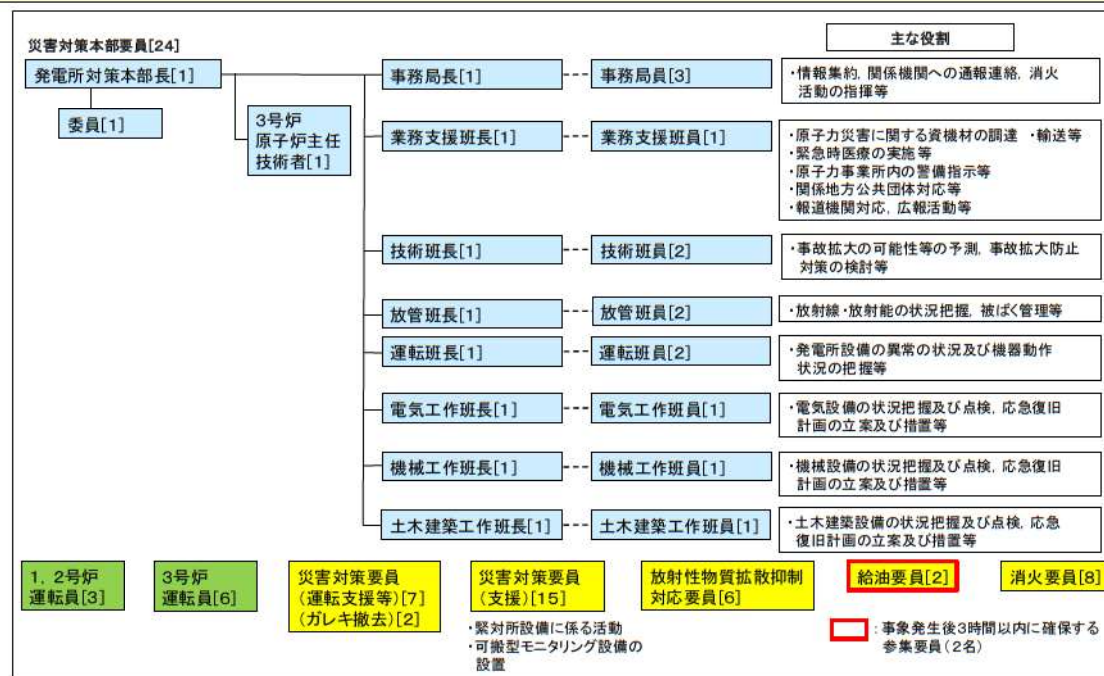 災害対策本部要員[24]
主な役割
発電所対策本部長[1]
委員[1]
3号炉
原子炉主任
技術者[1]
事務局長[1]
事務局員[3]
・情報集約, 関係機関への通報連絡, 消火
活動の指揮等
業務支援班長[1]
業務支援班員[1]
・原子力災害に関する資機材の調達 ・輸送等
・緊急時医療の実施等
・原子力事業所内の警備指示等
・関係地方公共団体対応等
・報道機関対応, 広報活動等
技術班長[1]
技術班員[2]
・事故拡大の可能性等の予測, 事故拡大防止
対策の検討等
放管班長[1]
放管班員[2]
・放射線・放射能の状況把握, 被ばく管理等
運転班長[1]
運転班員[2]
・発電所設備の異常の状況及び機器動作
状況の把握等
電気工作班長[1]
電気工作班員[1]
・電気設備の状況把握及び点検, 応急復旧
計画の立案及び措置等
機械工作班長[1]
機械工作班員[1]
・機械設備の状況把握及び点検, 応急復旧
計画の立案及び措置等
土木建築工作班長[1]
土木建築工作班員[1]
・土木建築設備の状況把握及び点検, 応急
復旧計画の立案及び措置等
1, 2号炉
運転員[3]
3号炉
運転員[6]
災害対策要員
(運転支援等)[7]
(ガレキ撤去)[2]
災害対策要員
(支援)[15]
・緊対所設備に係る活動
・可搬型モニタリング設備の
設置
放射性物質拡散抑制
対応要員[6]
給油要員[2]
消火要員[8]
:事象発生後3時間以内に確保する
参集要員(2名)